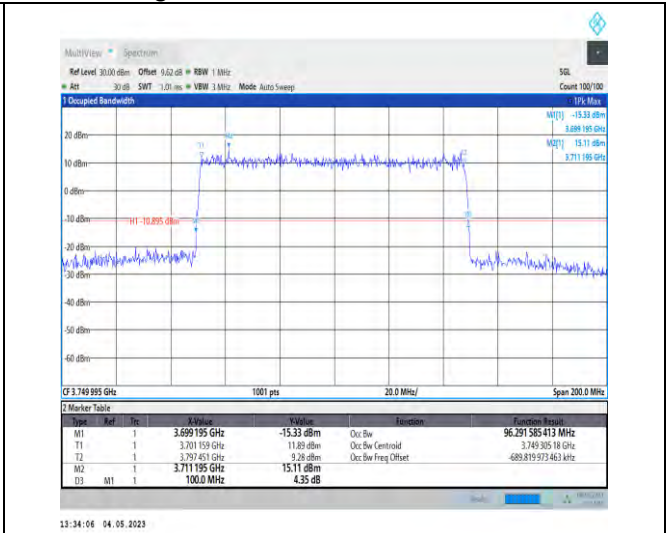 MultiView Spectrum
Ref Level 30.00 dBm Offset 9.62 dB RBW 1 MHz SGL
Att 30 dB SWT 1.01 ms VBW 3 MHz Mode Auto Sweep Count 100/100
1 Occupied Bandwidth 1Pk Max
M1[1] -15.33 dBm
3.699 195 GHz
M2[1] 15.11 dBm
3.711 195 GHz
20 dBm
10 dBm
0 dBm
-10 dBm
H1 -10.895 dBm
-20 dBm
-30 dBm
-40 dBm
-50 dBm
-60 dBm
CF 3.749 995 GHz 1001 pts 20.0 MHz/ Span 200.0 MHz
2 Marker Table
Type Ref Trc X-Value Y-Value Function Function Result
M1 1 3.699 195 GHz -15.33 dBm Occ Bw 96.291 585 413 MHz
T1 1 3.701 159 GHz 11.89 dBm Occ Bw Centroid 3.749 305 18 GHz
T2 1 3.797 451 GHz 9.28 dBm Occ Bw Freq Offset -689.819 973 463 kHz
M2 1 3.711 195 GHz 15.11 dBm
D3 M1 1 100.0 MHz 4.35 dB
13:34:06 04.05.2023